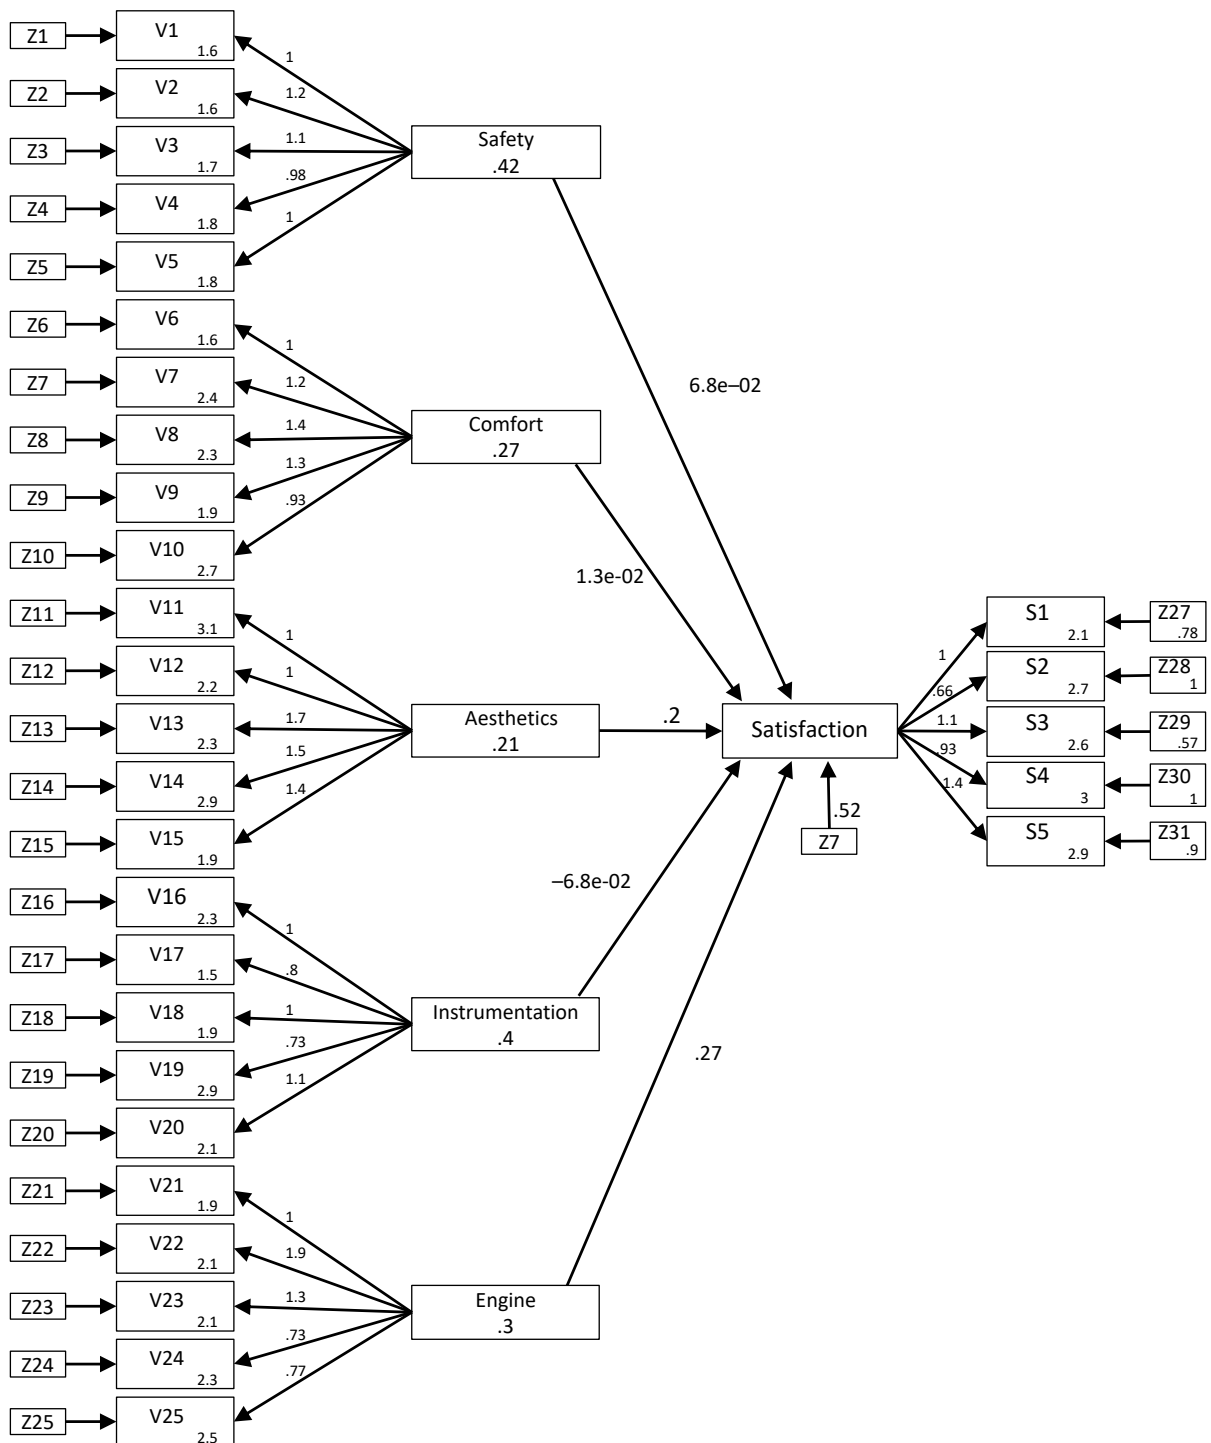 Z1
V1
1.6
1
Z2
V2
1.6
1.2
Z3
V3
1.7
1.1
Safety
.42
Z4
V4
1.8
.98
Z5
V5
1.8
1
Z6
V6
1.6
1
Z7
V7
2.4
1.2
Z8
V8
2.3
1.4
Comfort
.27
Z9
V9
1.9
1.3
Z10
V10
2.7
.93
Z11
V11
3.1
1
Z12
V12
2.2
1
Z13
V13
2.3
1.7
Aesthetics
.21
Z14
V14
2.9
1.5
Z15
V15
1.9
1.4
Z16
V16
2.3
1
Z17
V17
1.5
.8
Z18
V18
1.9
1
Instrumentation
.4
Z19
V19
2.9
.73
Z20
V20
2.1
1.1
Z21
V21
1.9
1
Z22
V22
2.1
1.9
Z23
V23
2.1
1.3
Engine
.3
Z24
V24
2.3
.73
Z25
V25
2.5
.77
6.8e–02
1.3e-02
.2
–6.8e-02
.27
Satisfaction
.52
Z7
1
S1
2.1
Z27
.78
.66
S2
2.7
Z28
1
1.1
S3
2.6
Z29
.57
.93
S4
3
Z30
1
1.4
S5
2.9
Z31
.9